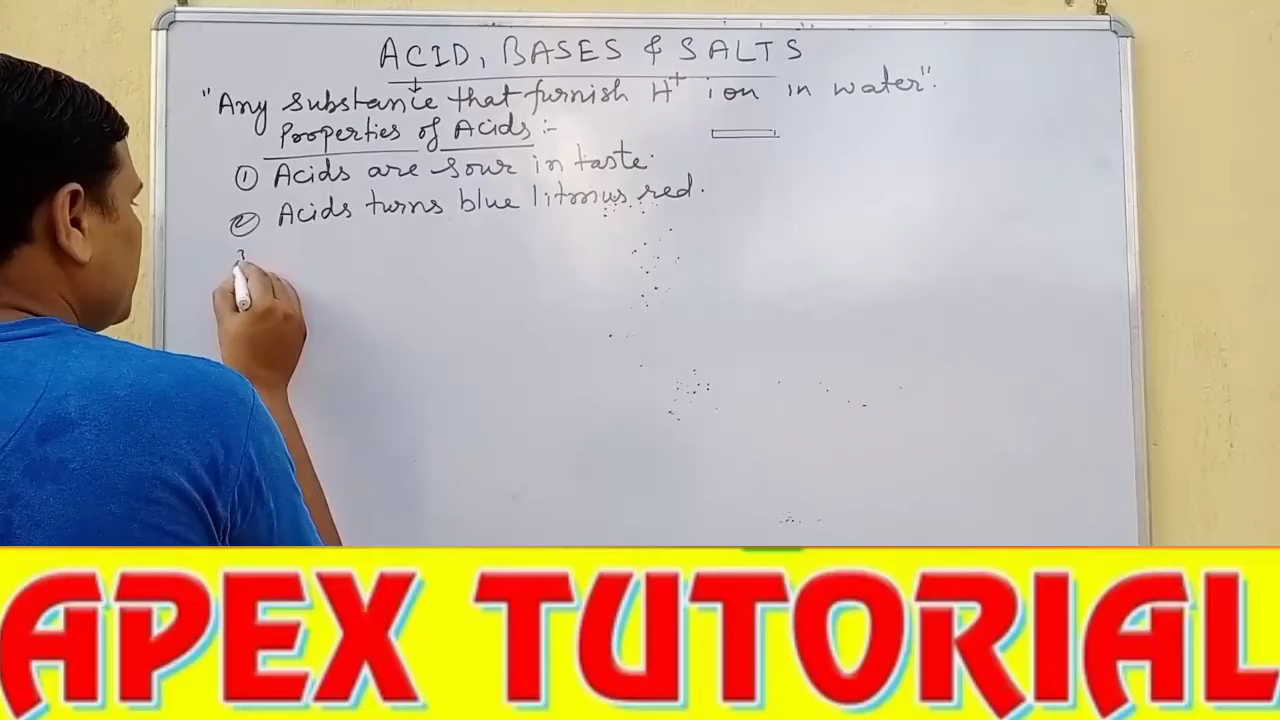 ACID, BASES & SALTS
"Any substance that furnish H+ ion in water".
Properties of Acids :-
① Acids are sour in taste.
② Acids turns blue litmus red.
3
APEX TUTORIAL